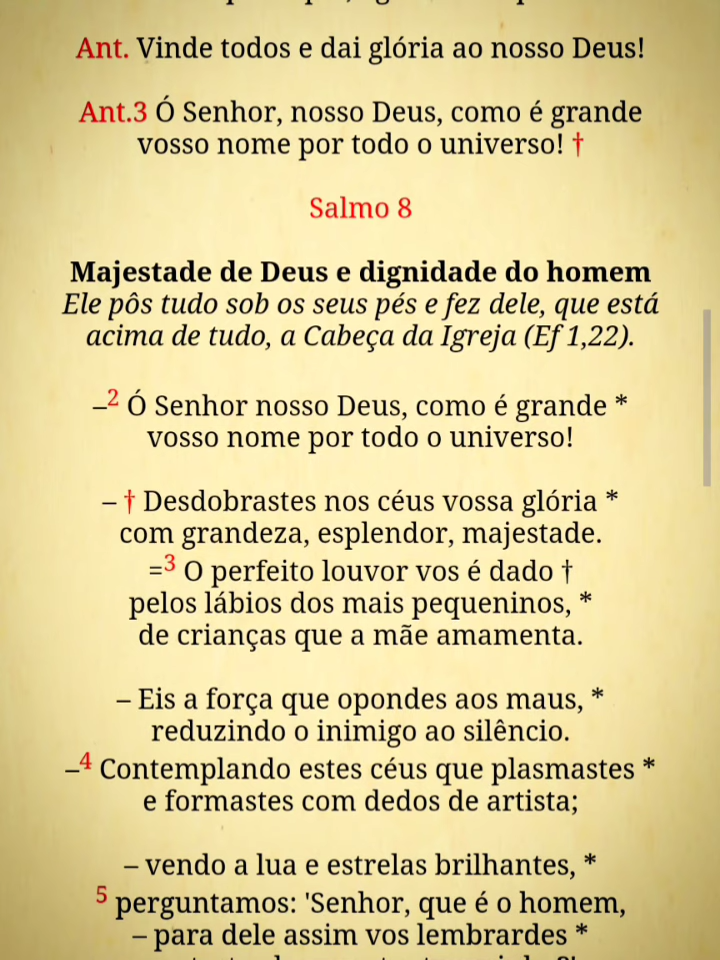 Ant. Vinde todos e dai glória ao nosso Deus!
Ant.3 Ó Senhor, nosso Deus, como é grande
vosso nome por todo o universo! †
Salmo 8
Majestade de Deus e dignidade do homem
Ele pôs tudo sob os seus pés e fez dele, que está
acima de tudo, a Cabeça da Igreja (Ef 1,22).
–2 Ó Senhor nosso Deus, como é grande *
vosso nome por todo o universo!
– † Desdobrastes nos céus vossa glória *
com grandeza, esplendor, majestade.
=3 O perfeito louvor vos é dado †
pelos lábios dos mais pequeninos, *
de crianças que a mãe amamenta.
– Eis a força que opondes aos maus, *
reduzindo o inimigo ao silêncio.
–4 Contemplando estes céus que plasmastes *
e formastes com dedos de artista;
– vendo a lua e estrelas brilhantes, *
5 perguntamos: 'Senhor, que é o homem,
– para dele assim vos lembrardes *